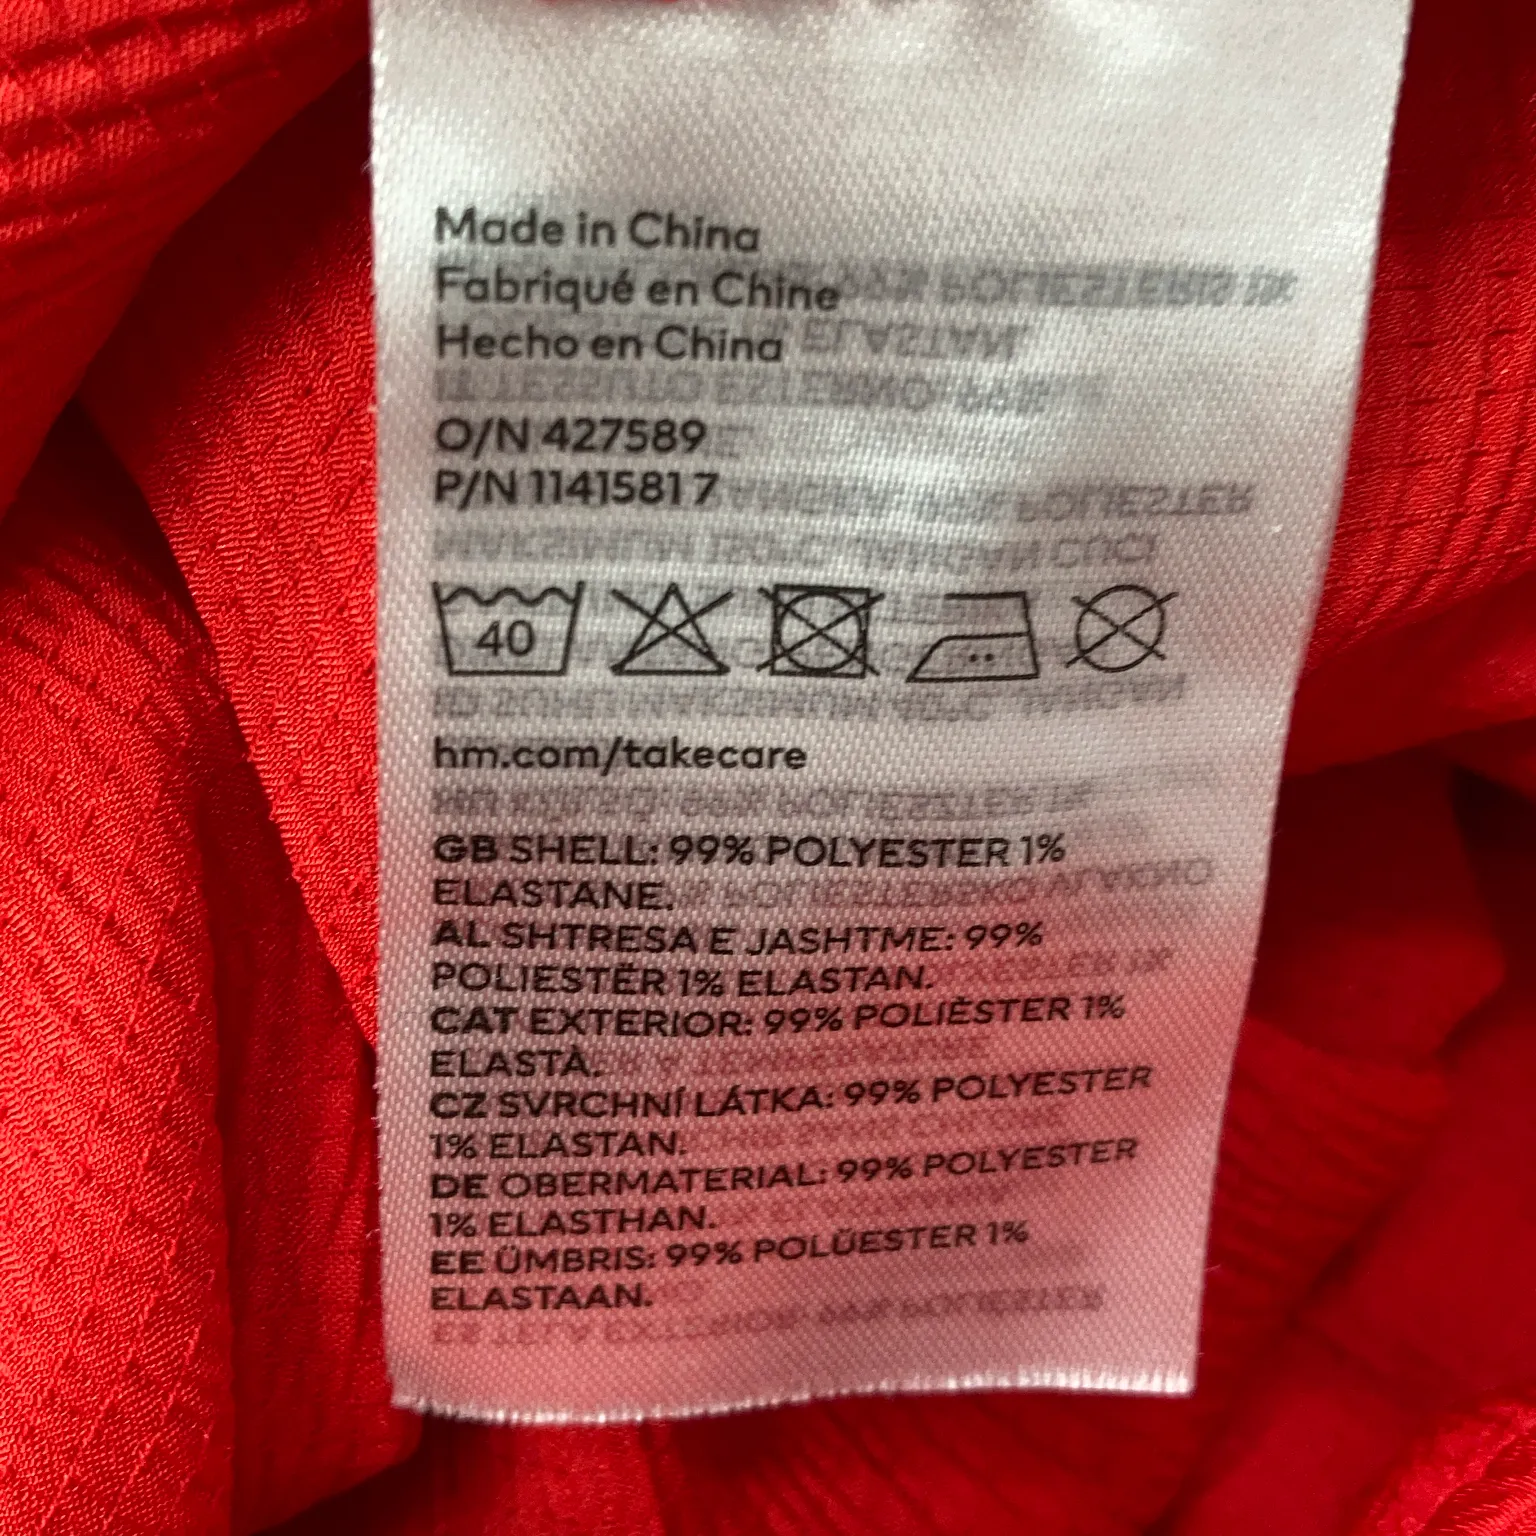 Made in China
Fabriqué en Chine
Hecho en China
O/N 427589
P/N 11415817
40
hm.com/takecare
GB SHELL: 99% POLYESTER 1%
ELASTANE.
AL SHTRESA E JASHTME: 99%
POLIESTËR 1% ELASTAN.
CAT EXTERIOR: 99% POLIÈSTER 1%
ELASTÀ.
CZ SVRCHNÍ LÁTKA: 99% POLYESTER
1% ELASTAN.
DE OBERMATERIAL: 99% POLYESTER
1% ELASTHAN.
EE ÜMBRIS: 99% POLÜESTER 1%
ELASTAAN.